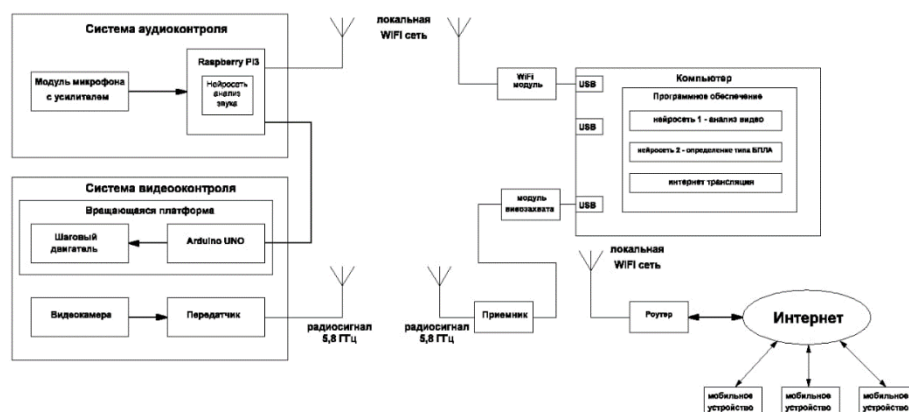 Система аудиоконтроля
Модуль микрофона
с усилителем
Raspberry PI3
Нейросеть
анализ
звука
локальная
WIFI сеть
WiFi
модуль
USB
USB
USB
Компьютер
Программное обеспечение
нейросеть 1 - анализ видео
нейросеть 2 - определение типа БПЛА
интернет трансляция
Система видеооконтроля
Вращающаяся платформа
Шаговый
двигатель
Arduino UNO
Видеокамера
Передатчик
радиосигнал
5,8 ГГц
модуль
видеозахвата
радиосигнал
5,8 ГГц
Приемник
локальная
WIFI сеть
Роутер
Интернет
мобильное
устройство
мобильное
устройство
мобильное
устройство